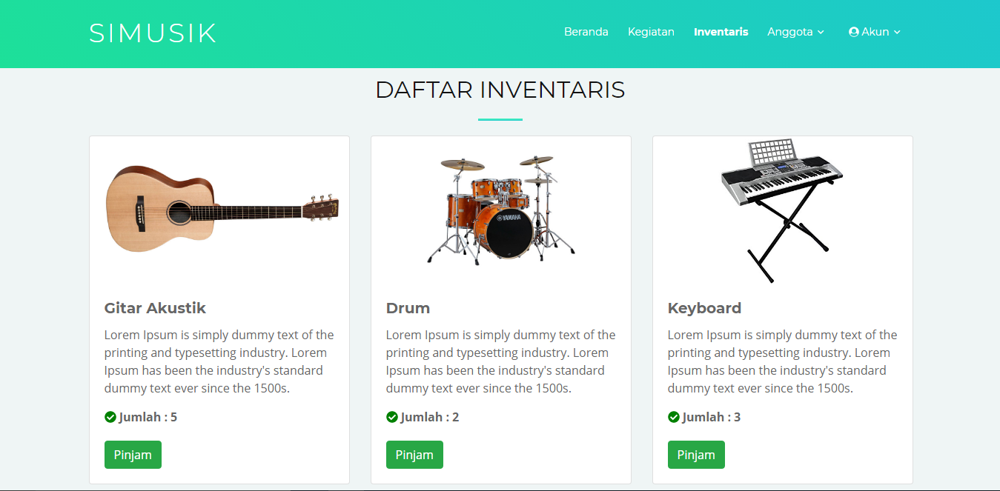 SIMUSIK
Beranda Kegiatan Inventaris Anggota Akun
DAFTAR INVENTARIS
YAMAHA
Gitar Akustik
Lorem Ipsum is simply dummy text of the
printing and typesetting industry. Lorem
Ipsum has been the industry's standard
dummy text ever since the 1500s.
Jumlah : 5
Pinjam
Drum
Lorem Ipsum is simply dummy text of the
printing and typesetting industry. Lorem
Ipsum has been the industry's standard
dummy text ever since the 1500s.
Jumlah : 2
Pinjam
Keyboard
Lorem Ipsum is simply dummy text of the
printing and typesetting industry. Lorem
Ipsum has been the industry's standard
dummy text ever since the 1500s.
Jumlah : 3
Pinjam